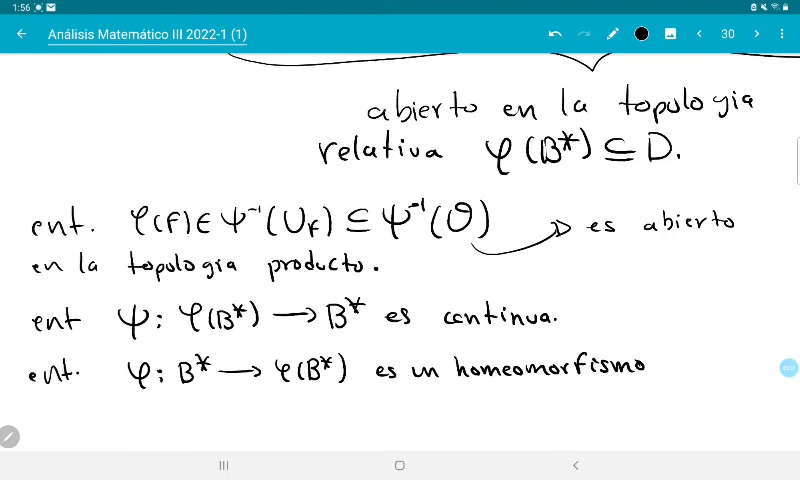 1:56
Análisis Matemático III 2022-1 (1)
30
abierto en la topologia
relativa φ(B*) ⊆ D.
ent. φ(F) ∈ Ψ⁻¹(U_F) ⊆ Ψ⁻¹(O) → es abierto
en la topologia producto.
ent Ψ: φ(B*) → B* es continua.
ent. φ: B* → φ(B*) es un homeomorfismo